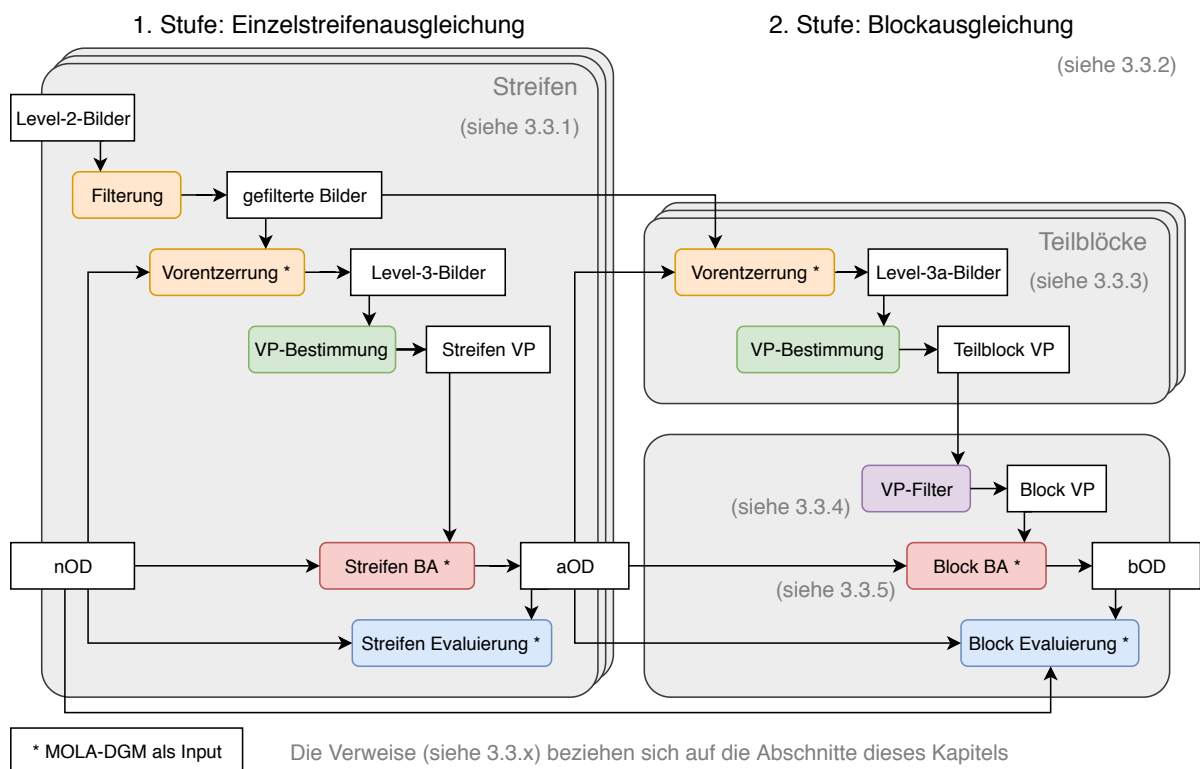 1. Stufe: Einzelstreifenausgleichung
2. Stufe: Blockausgleichung
(siehe 3.3.2)
Streifen
(siehe 3.3.1)
Level-2-Bilder
Filterung
gefilterte Bilder
Vorentzerrung *
Level-3-Bilder
VP-Bestimmung
Streifen VP
Teilblöcke
(siehe 3.3.3)
Vorentzerrung *
Level-3a-Bilder
VP-Bestimmung
Teilblock VP
VP-Filter
Block VP
(siehe 3.3.4)
nOD
Streifen BA *
aOD
Block BA *
bOD
(siehe 3.3.5)
Streifen Evaluierung *
Block Evaluierung *
* MOLA-DGM als Input
Die Verweise (siehe 3.3.x) beziehen sich auf die Abschnitte dieses Kapitels